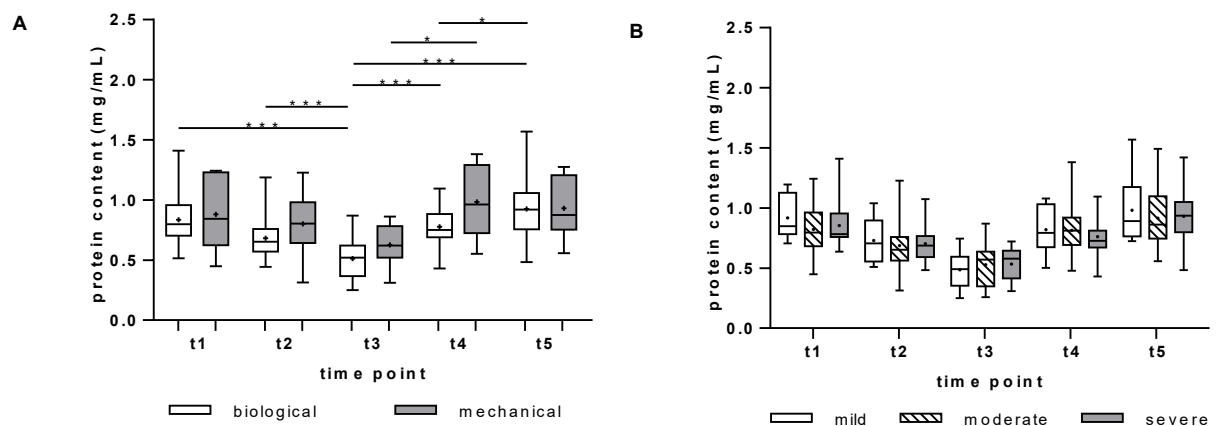 A
protein content (mg/mL)
2.5
2.0
1.5
1.0
0.5
0.0
*
*
* * *
* * *
* * *
* * *
t1 t2 t3 t4 t5
time point
biological mechanical
B
protein content (mg/mL)
2.5
2.0
1.5
1.0
0.5
0.0
t1 t2 t3 t4 t5
time point
mild moderate severe